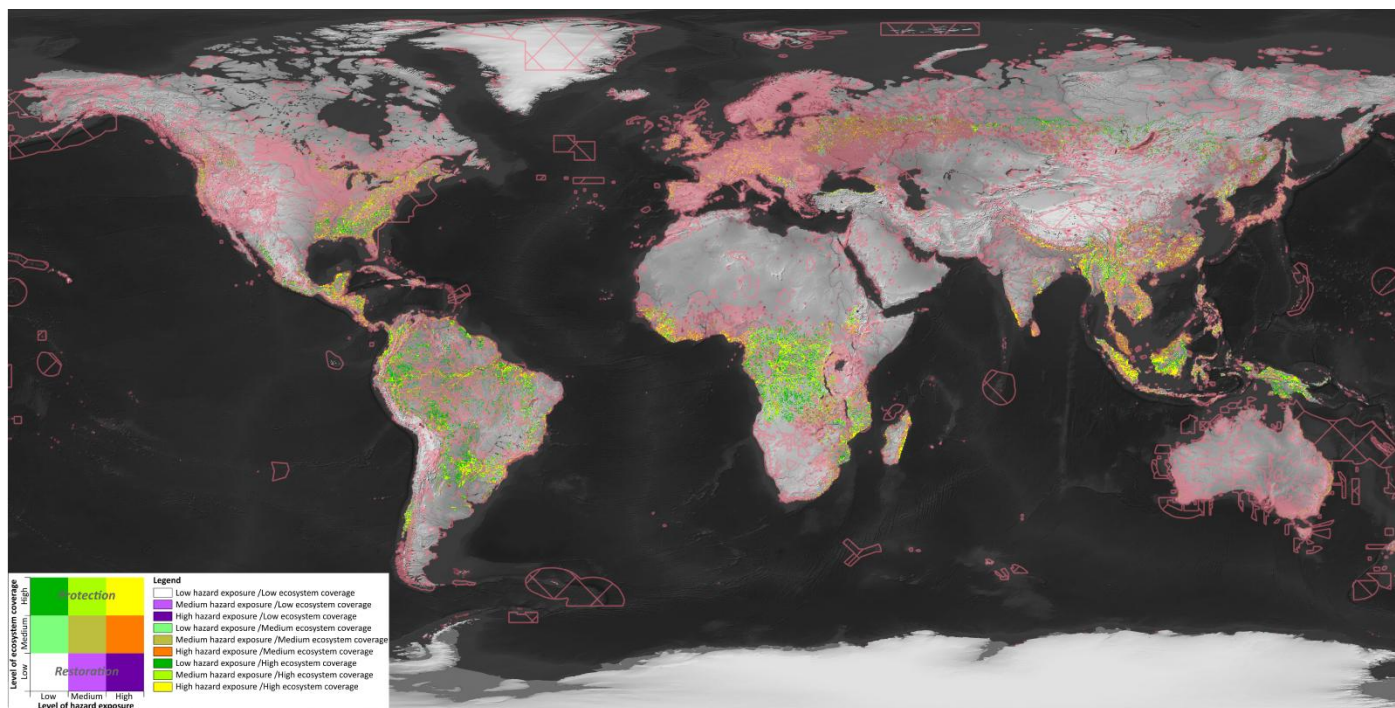 Level of ecosystem coverage
High
Medium
Low
Protection
Restoration
Low
Medium
High
Level of hazard exposure
Legend
Low hazard exposure /Low ecosystem coverage
Medium hazard exposure /Low ecosystem coverage
High hazard exposure /Low ecosystem coverage
Low hazard exposure /Medium ecosystem coverage
Medium hazard exposure /Medium ecosystem coverage
High hazard exposure /Medium ecosystem coverage
Low hazard exposure /High ecosystem coverage
Medium hazard exposure /High ecosystem coverage
High hazard exposure /High ecosystem coverage